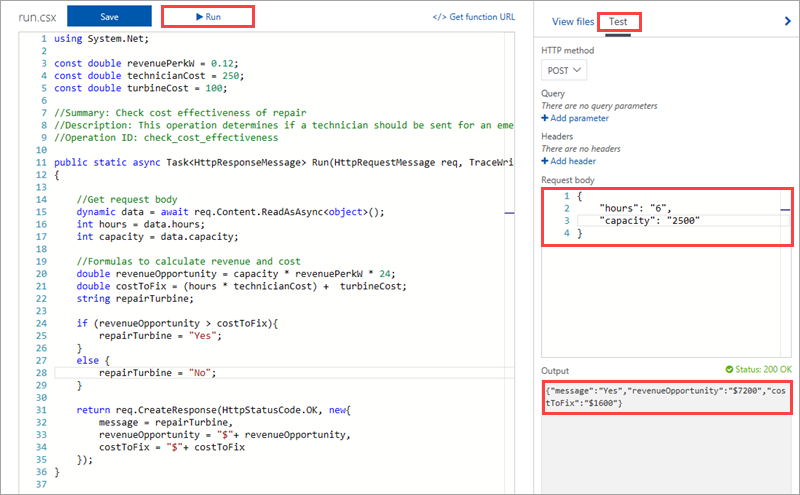 run.csx
Save
Run
</> Get function URL
1 using System.Net;
2
3 const double revenuePerkW = 0.12;
4 const double technicianCost = 250;
5 const double turbineCost = 100;
6
7 //Summary: Check cost effectiveness of repair
8 //Description: This operation determines if a technician should be sent for an eme
9 //Operation ID: check_cost_effectiveness
10
11 public static async Task<HttpResponseMessage> Run(HttpRequestMessage req, TraceWri
12 {
13
14 //Get request body
15 dynamic data = await req.Content.ReadAsAsync<object>();
16 int hours = data.hours;
17 int capacity = data.capacity;
18
19 //Formulas to calculate revenue and cost
20 double revenueOpportunity = capacity * revenuePerkW * 24;
21 double costToFix = (hours * technicianCost) + turbineCost;
22 string repairTurbine;
23
24 if (revenueOpportunity > costToFix){
25 repairTurbine = "Yes";
26 }
27 else {
28 repairTurbine = "No";
29 }
30
31 return req.CreateResponse(HttpStatusCode.OK, new{
32 message = repairTurbine,
33 revenueOpportunity = "$"+ revenueOpportunity,
34 costToFix = "$"+ costToFix
35 });
36 }
37
View files Test
HTTP method
POST
Query
There are no query parameters
+ Add parameter
Headers
There are no headers
+ Add header
Request body
1 {
2 "hours": "6",
3 "capacity": "2500"
4 }
Output
Status: 200 OK
{"message":"Yes","revenueOpportunity":"$7200","cos
tToFix":"$1600"}